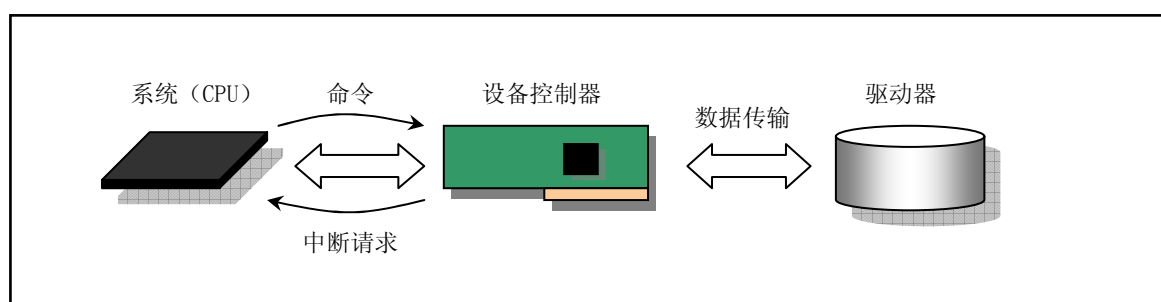 系统（CPU）
命令
设备控制器
驱动器
数据传输
中断请求